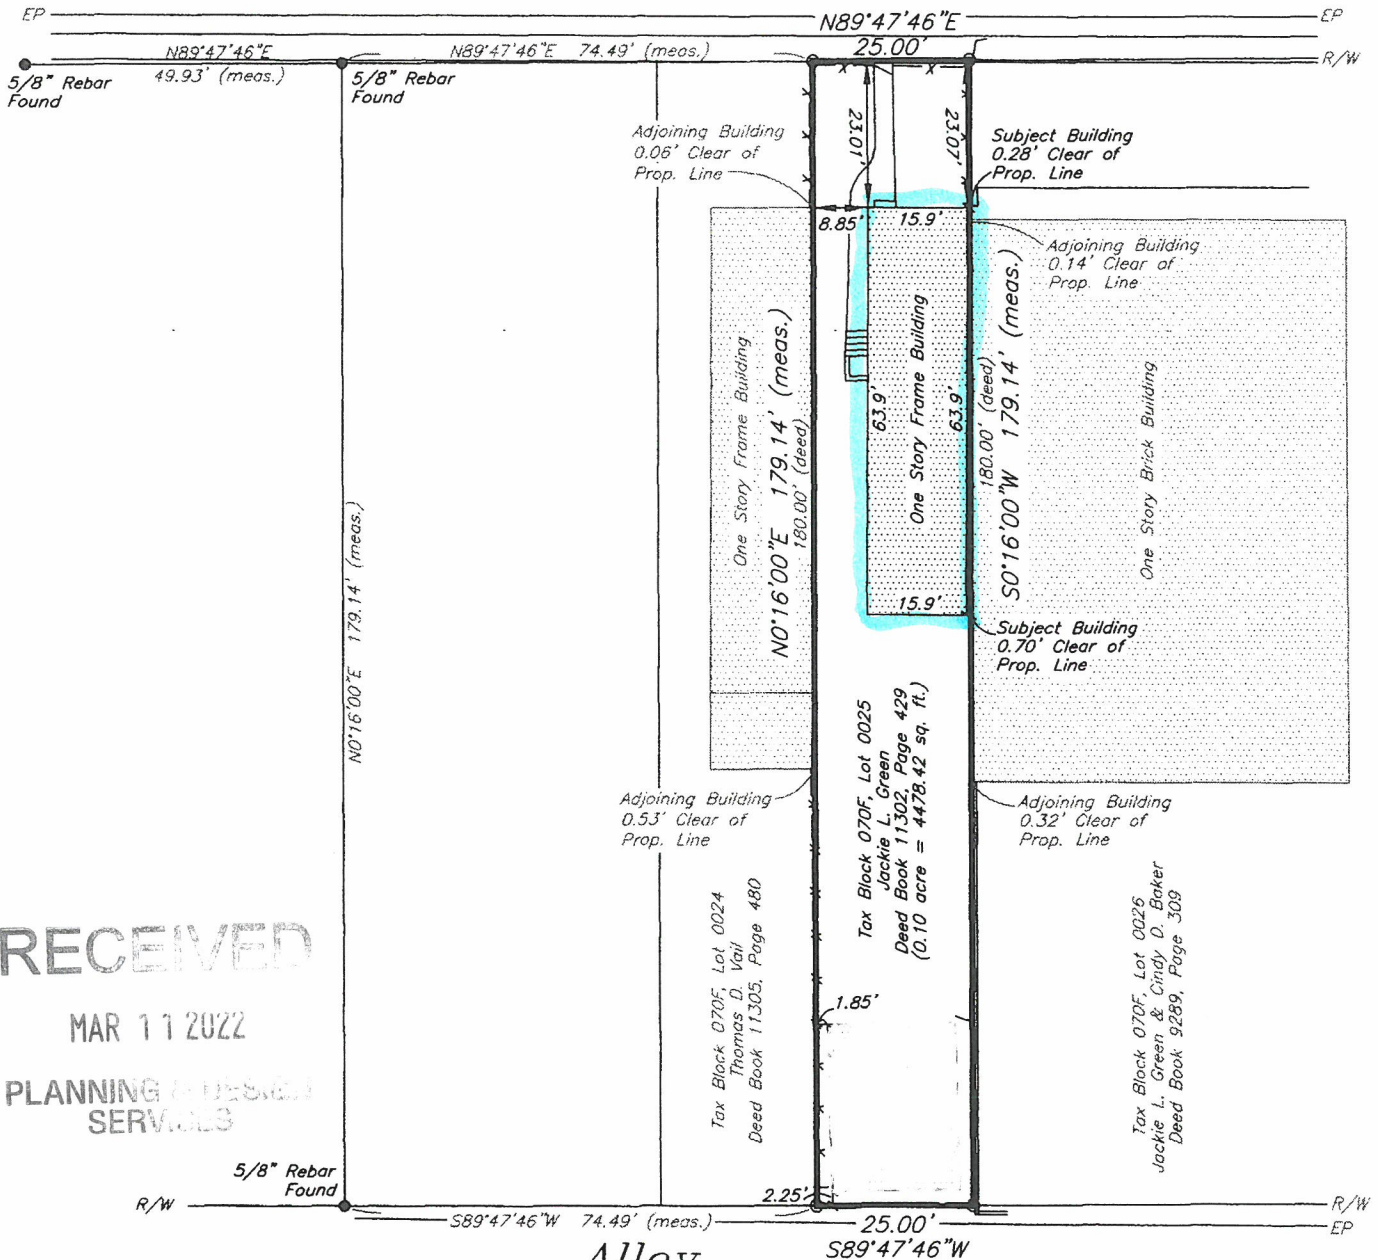 EP
N89°47'46"E
EP
N89°47'46"E
N89°47'46"E 74.49' (meas.)
25.00'
R/W
49.93' (meas.)
5/8" Rebar
Found
5/8" Rebar
Found
Adjoining Building
0.06' Clear of
Prop. Line
23.01'
23.07'
Subject Building
0.28' Clear of
Prop. Line
8.85'
15.9'
Adjoining Building
0.14' Clear of
Prop. Line
One Story Frame Building
N0°16'00"E 179.14' (meas.)
180.00' (deed)
63.9'
One Story Frame Building
63.9'
180.00' (deed)
S0°16'00"W 179.14' (meas.)
One Story Brick Building
N0°16'00"E 179.14' (meas.)
15.9'
Subject Building
0.70' Clear of
Prop. Line
Tax Block 070F, Lot 0025
Jackie L. Green
Deed Book 11302, Page 429
(0.10 acre = 4478.42 sq. ft.)
Adjoining Building
0.53' Clear of
Prop. Line
Adjoining Building
0.32' Clear of
Prop. Line
Tax Block 070F, Lot 0024
Thomas D. Vail
Deed Book 11305, Page 480
Tax Block 070F, Lot 0026
Jackie L. Green & Cindy D. Baker
Deed Book 9289, Page 309
RECEIVED
MAR 11 2022
PLANNING & DESIGN
SERVICES
1.85'
5/8" Rebar
Found
R/W
2.25'
R/W
S89°47'46"W 74.49' (meas.)
25.00'
EP
Alley
S89°47'46"W